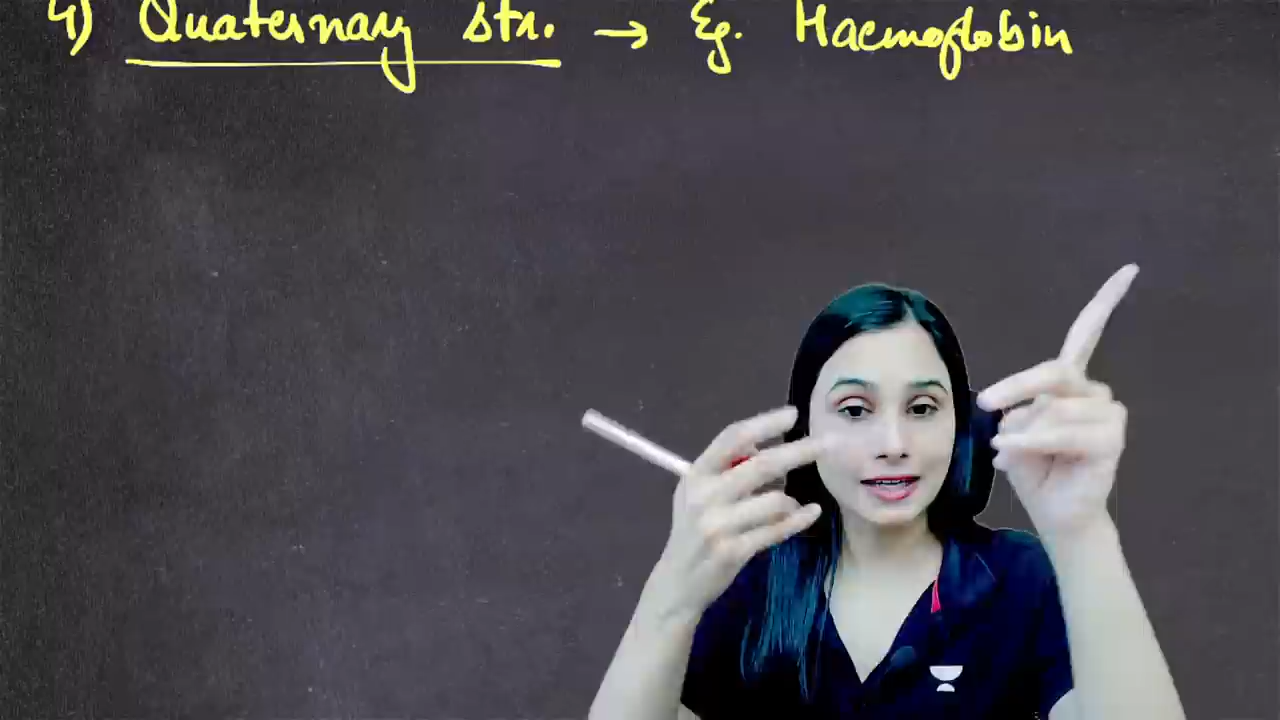 4) Quaternary str. → Eg. Haemoglobin